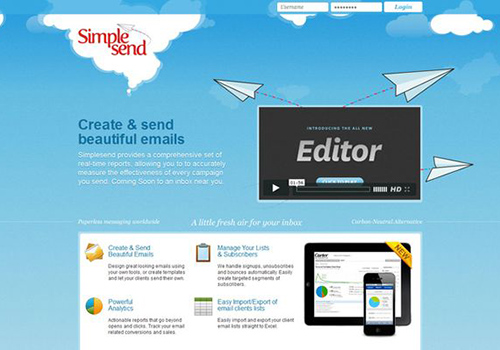 Username
Login
Simple
send
Create & send
beautiful emails
Simplesend provides a comprehensive set of
real-time reports, allowing you to to accurately
measure the effectiveness of every campaign
you send. Coming Soon to an inbox near you.
INTRODUCING THE ALL NEW
Editor
HD
Paperless messaging worldwide
A little fresh air for your inbox
Carbon-Neutral Alternative
Create & Send
Beautiful Emails
Design great looking emails using
your own tools, or create templates
and let your clients send their own.
Manage Your Lists
& Subscribers
We handle signups, unsubscribes
and bounces automatically. Easily
create targeted segments of
subscribers.
NEW
Powerful
Analytics
Actionable reports that go beyond
opens and clicks. Track your email
related conversions and sales.
Easy Import/Export of
email clients lists
Easily import and export your client
email lists straight to Excel.